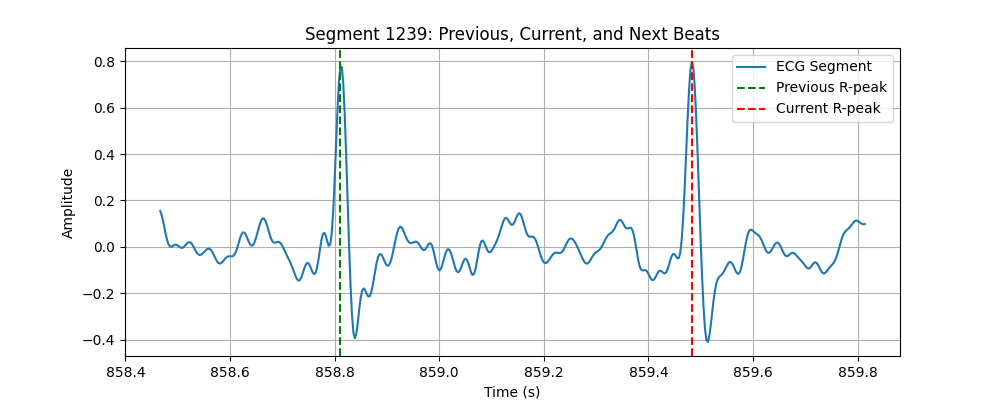 Segment 1239: Previous, Current, and Next Beats
ECG Segment
Previous R-peak
Current R-peak
Amplitude
0.8
0.6
0.4
0.2
0.0
−0.2
−0.4
858.4 858.6 858.8 859.0 859.2 859.4 859.6 859.8
Time (s)